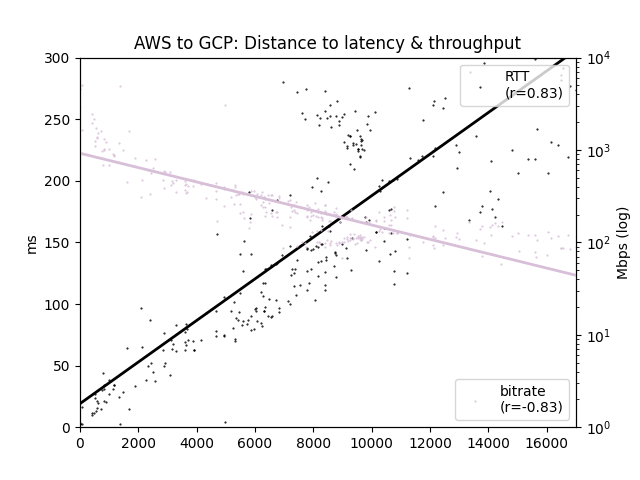 AWS to GCP: Distance to latency & throughput
300
250
200
150
100
50
0
ms
0 2000 4000 6000 8000 10000 12000 14000 16000
10^4
10^3
10^2
10^1
10^0
Mbps (log)
RTT
(r=0.83)
bitrate
(r=-0.83)